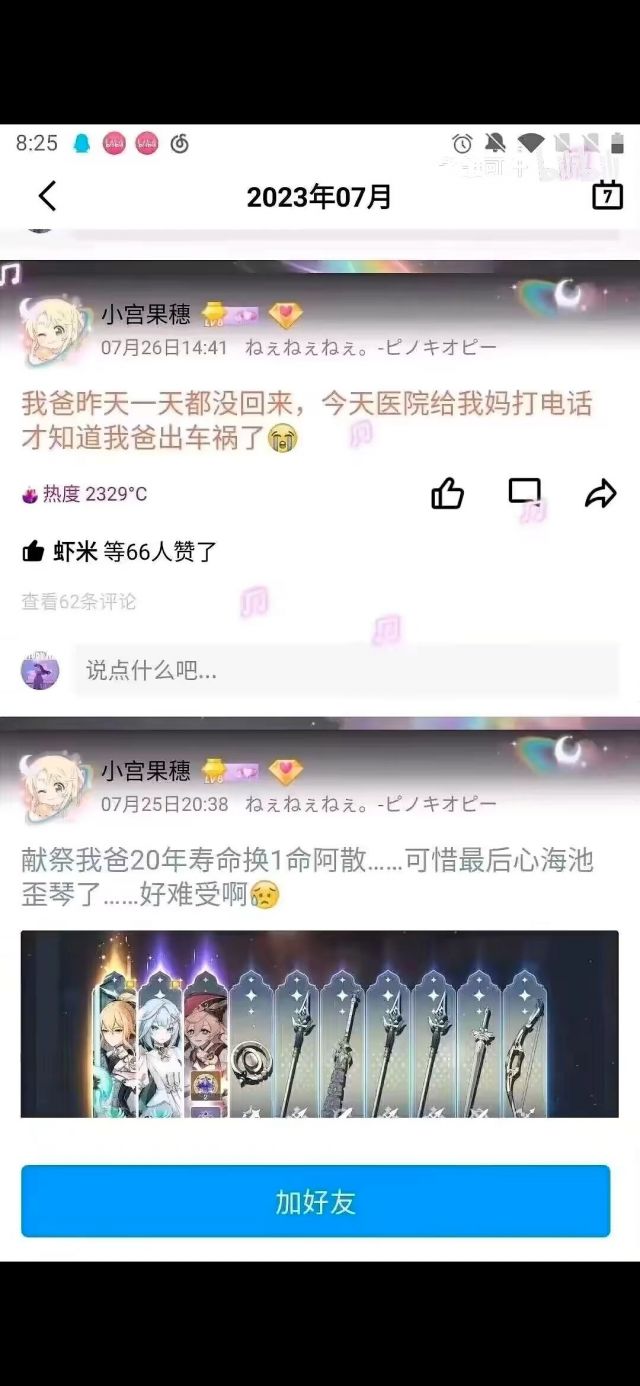 8:25
2023年07月
7
小宫果穗 LV8
07月26日14:41 ねぇねぇねぇ。-ピノキオピー
我爸昨天一天都没回来，今天医院给我妈打电话
才知道我爸出车祸了😭
热度 2329°C
虾米 等66人赞了
查看62条评论
说点什么吧...
小宫果穗 LV8
07月25日20:38 ねぇねぇねぇ。-ピノキオピー
献祭我爸20年寿命换1命阿散……可惜最后心海池
歪琴了……好难受啊😥
2
加好友